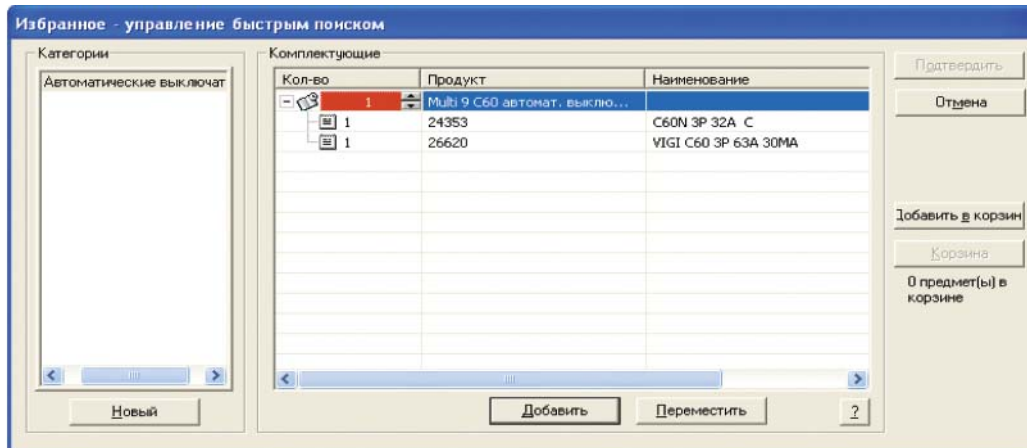 Избранное - управление быстрым поиском
Категории
Автоматические выключат
Новый
Комплектующие
Кол-во Продукт Наименование
1 Multi 9 C60 автомат. выклю...
1 24353 C60N 3P 32A C
1 26620 VIGI C60 3P 63A 30MA
Добавить Переместить ?
Подтвердить
Отмена
Добавить в корзин
Корзина
0 предмет(ы) в
корзине